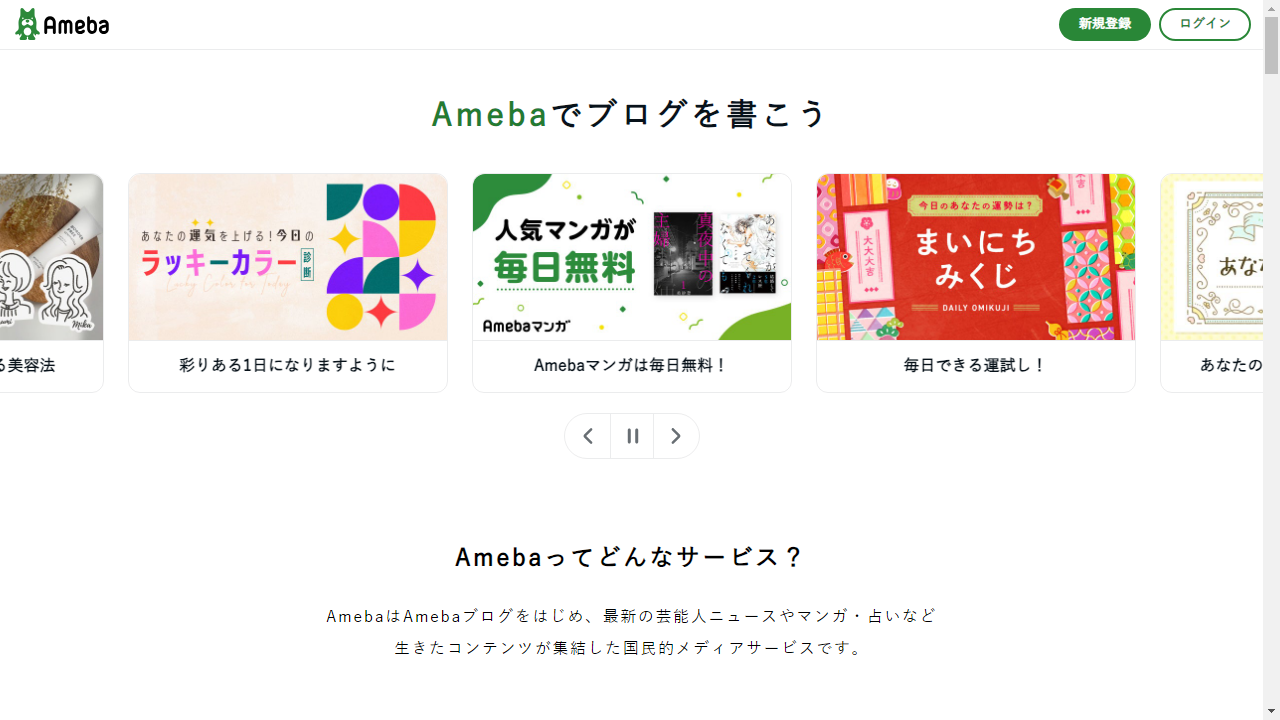 Ameba
新規登録
ログイン
Amebaでブログを書こう
Miku
る美容法
あなたの運気を上げる！今日の
ラッキーカラー
診断
Lucky Color for Today
彩りある1日になりますように
人気マンガが
毎日無料
Amebaマンガ
真夜中の
Amebaマンガは毎日無料！
今日のあなたの運勢は？
大大大吉
まいにち
みくじ
DAILY OMIKUJI
毎日できる運試し！
あな
あなたの
Amebaってどんなサービス？
AmebaはAmebaブログをはじめ、最新の芸能人ニュースやマンガ・占いなど
生きたコンテンツが集結した国民的メディアサービスです。